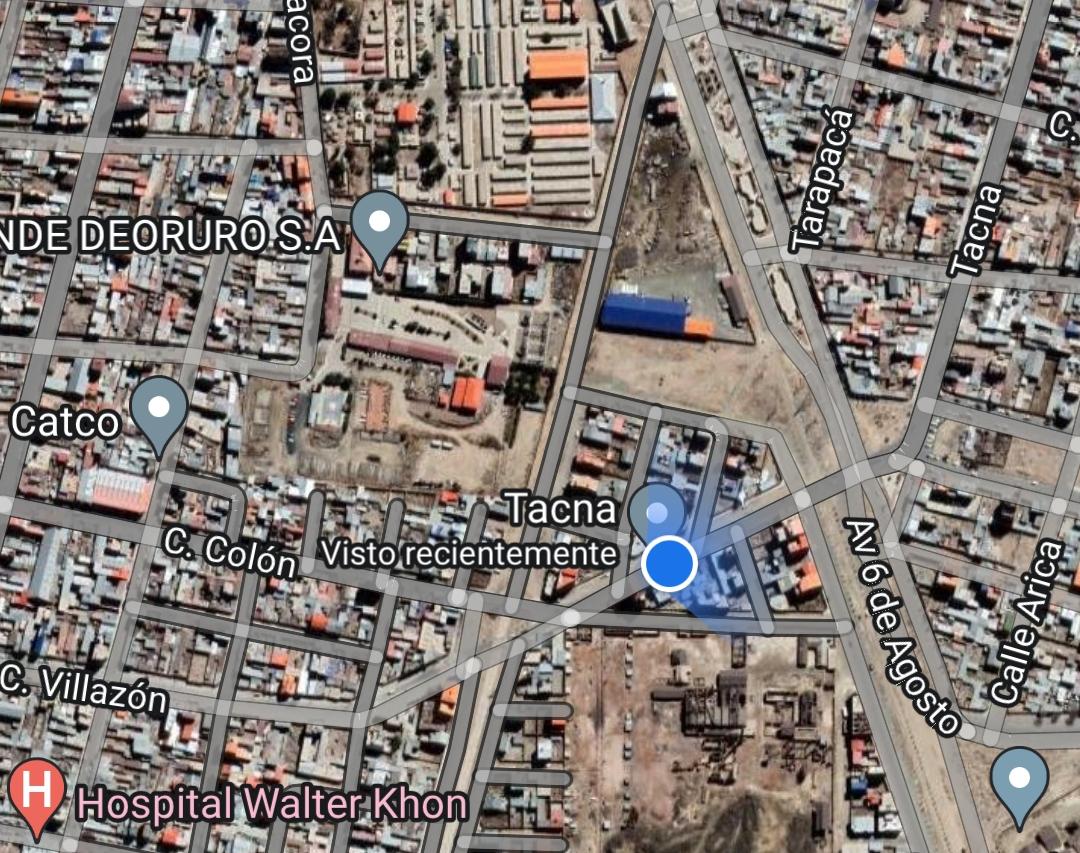 acora
C.
Tarapacá
Tacna
NDE DEORURO S.A
Catco
Tacna
Visto recientemente
C. Colón
Av 6 de Agosto
Calle Arica
C. Villazón
H
Hospital Walter Khon